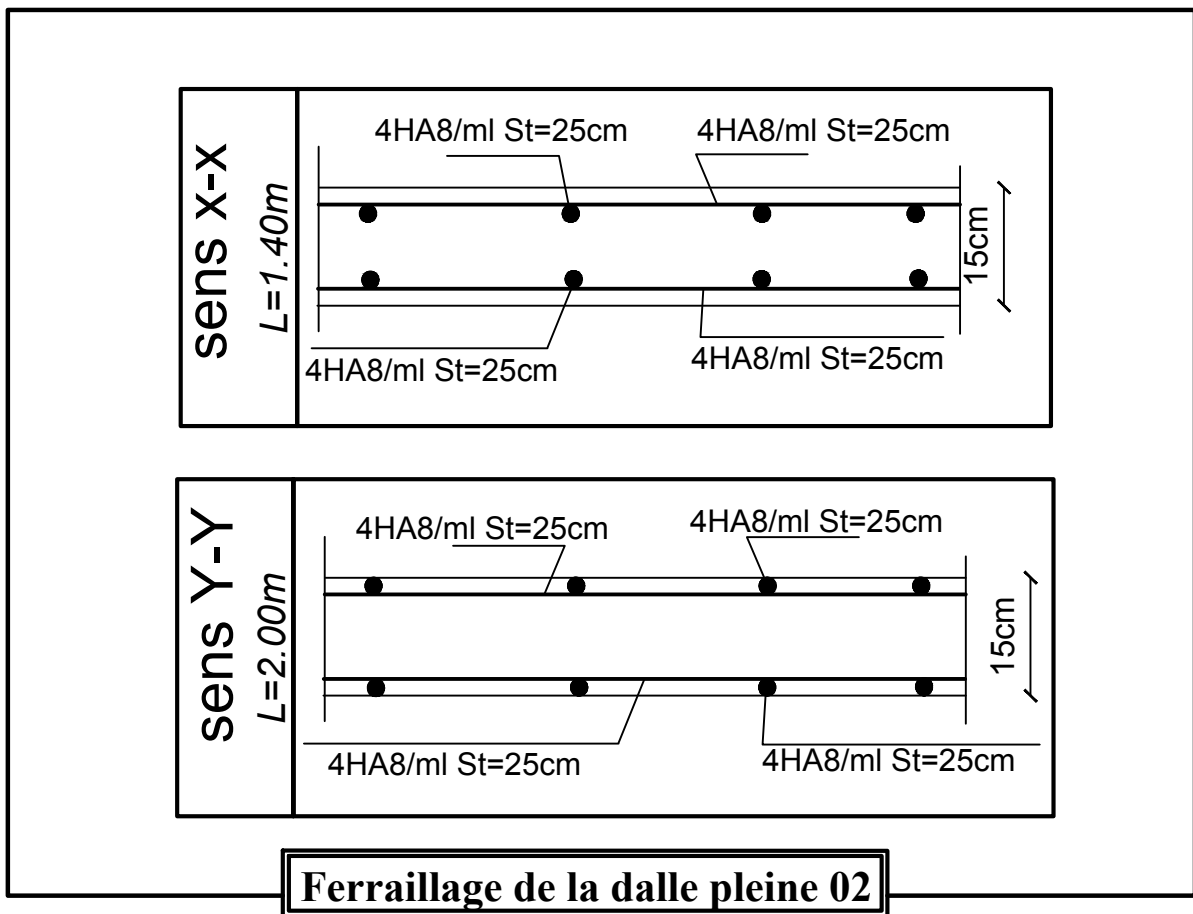 sens x-x
L=1.40m
4HA8/ml St=25cm
4HA8/ml St=25cm
15cm
4HA8/ml St=25cm
4HA8/ml St=25cm
sens Y-Y
L=2.00m
4HA8/ml St=25cm
4HA8/ml St=25cm
15cm
4HA8/ml St=25cm
4HA8/ml St=25cm
Ferraillage de la dalle pleine 02